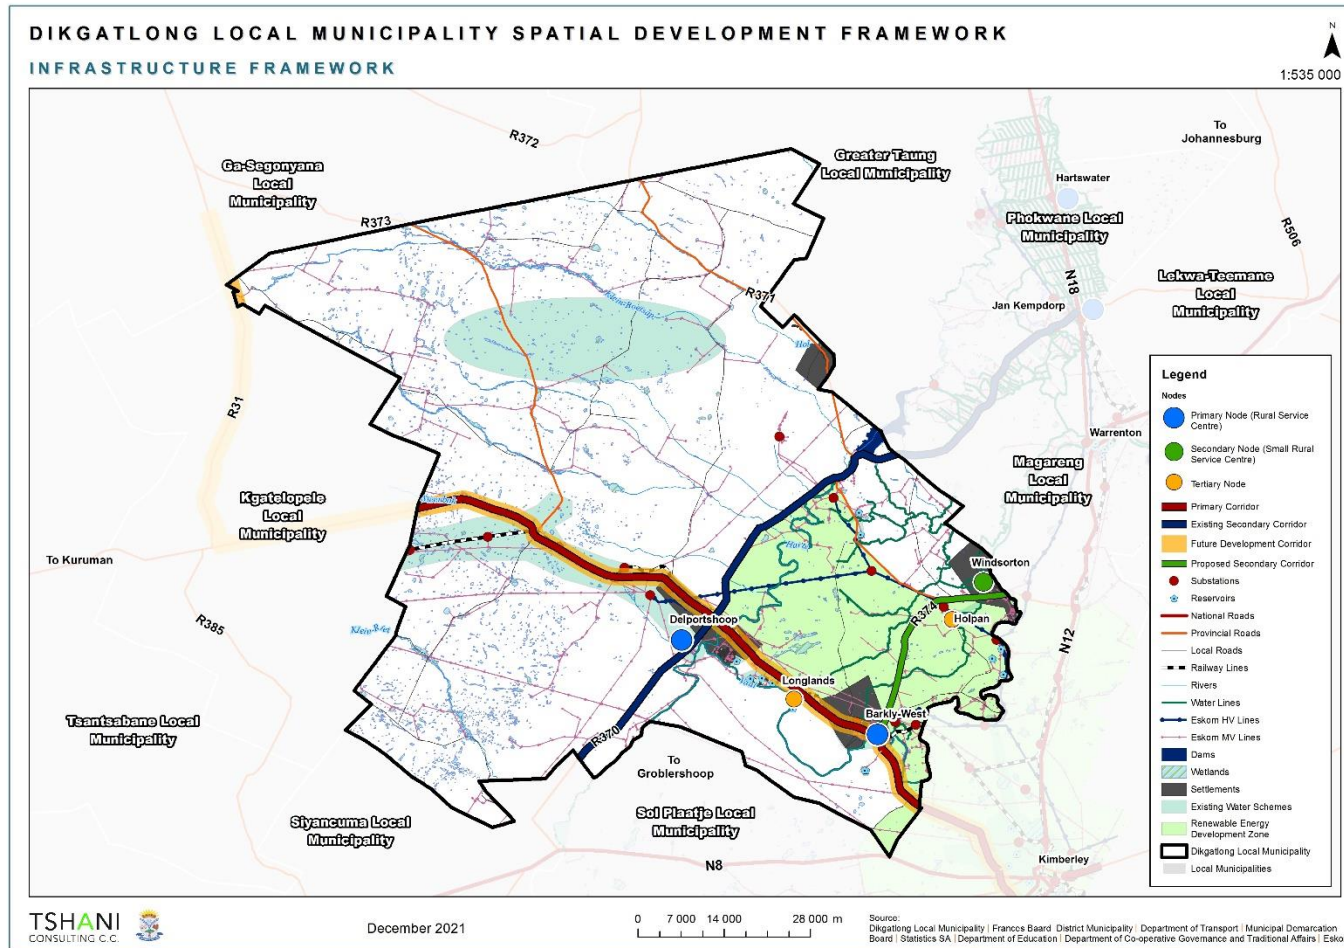 DIKGATLONG LOCAL MUNICIPALITY SPATIAL DEVELOPMENT FRAMEWORK
INFRASTRUCTURE FRAMEWORK
N
1:535 000
R372
To
Johannesburg
Ga-Segonyana
Local
Municipality
Greater Taung
Local Municipality
Hartswater
R373
Phokwane Local
Municipality
R506
N18
Lekwa-Teemane
Local
Municipality
R371
Jan Kempdorp
R31
Warrenton
Magareng
Local
Municipality
Kgatelopele
Local
Municipality
To Kuruman
Windsorton
R374
Holpan
R385
Delportshoop
N12
Longlands
Barkly-West
Tsantsabane Local
Municipality
R370
To
Groblershoop
Siyancuma Local
Municipality
Sol Plaatje Local
Municipality
N8
Kimberley
Legend
Nodes
Primary Node (Rural Service
Centre)
Secondary Node (Small Rural
Service Centre)
Tertiary Node
Primary Corridor
Existing Secondary Corridor
Future Development Corridor
Proposed Secondary Corridor
Substations
Reservoirs
National Roads
Provincial Roads
Local Roads
Railway Lines
Rivers
Water Lines
Eskom HV Lines
Eskom MV Lines
Dams
Wetlands
Settlements
Existing Water Schemes
Renewable Energy
Development Zone
Dikgatlong Local Municipality
Local Municipalities
TSHANI
CONSULTING C.C.
December 2021
0 7 000 14 000 28 000 m
Source:
Dikgatlong Local Municipality | Franccs Baard District Municipality | Department of Transport | Municipal Demarcation
Board | Statistics SA | Department of Education | Department of Co-operative Governance and Traditional Affairs | Esko